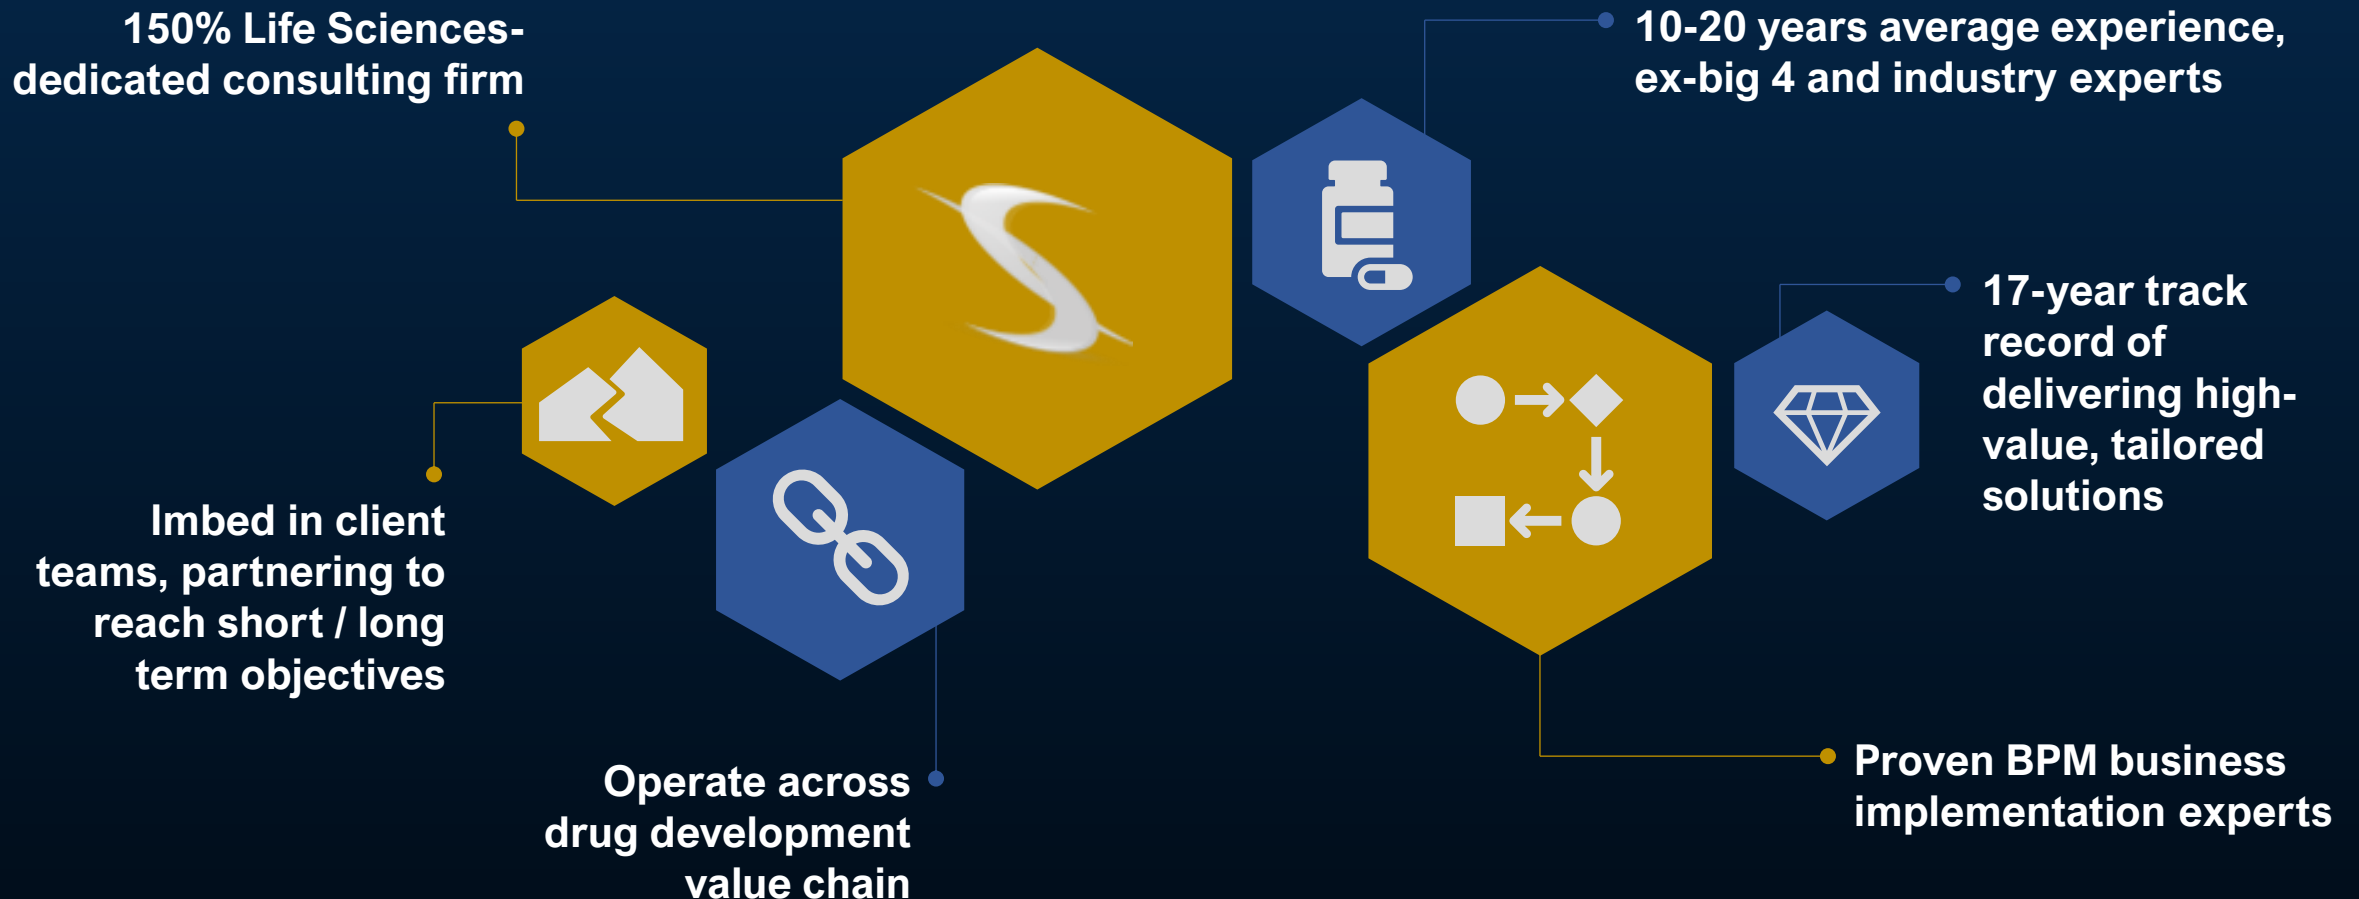 150% Life Sciences-
dedicated consulting firm
10-20 years average experience,
ex-big 4 and industry experts
17-year track
record of
delivering high-
value, tailored
solutions
Imbed in client
teams, partnering to
reach short / long
term objectives
Operate across
drug development
value chain
Proven BPM business
implementation experts